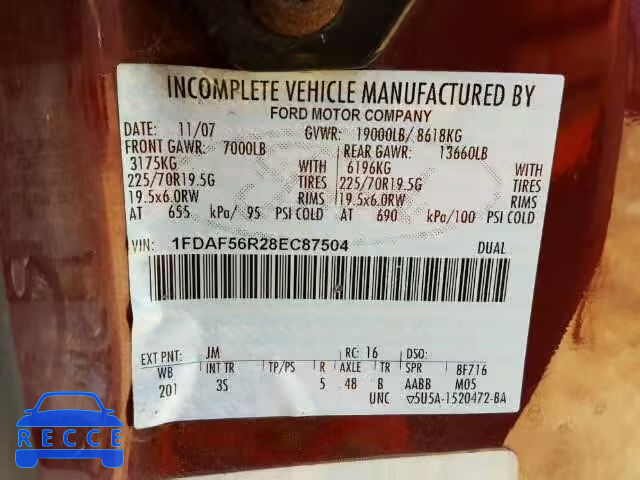 INCOMPLETE VEHICLE MANUFACTURED BY
FORD MOTOR COMPANY
DATE: 11/07 GVWR: 19000LB/ 8618KG
FRONT GAWR: 7000LB REAR GAWR: 13660LB
3175KG WITH 6196KG WITH
225/70R19.5G TIRES 225/70R19.5G TIRES
19.5x6.0RW RIMS 19.5x6.0RW RIMS
AT 655 kPa/ 95 PSI COLD AT 690 kPa/100 PSI COLD
VIN: 1FDAF56R28EC87504 DUAL
EXT PNT: JM RC: 16 DSO:
WB INT TR TP/PS R AXLE TR SPR 8F716
201 3S 5 48 B AABB M05
UNC ▽5U5A-1520472-BA
RECCE